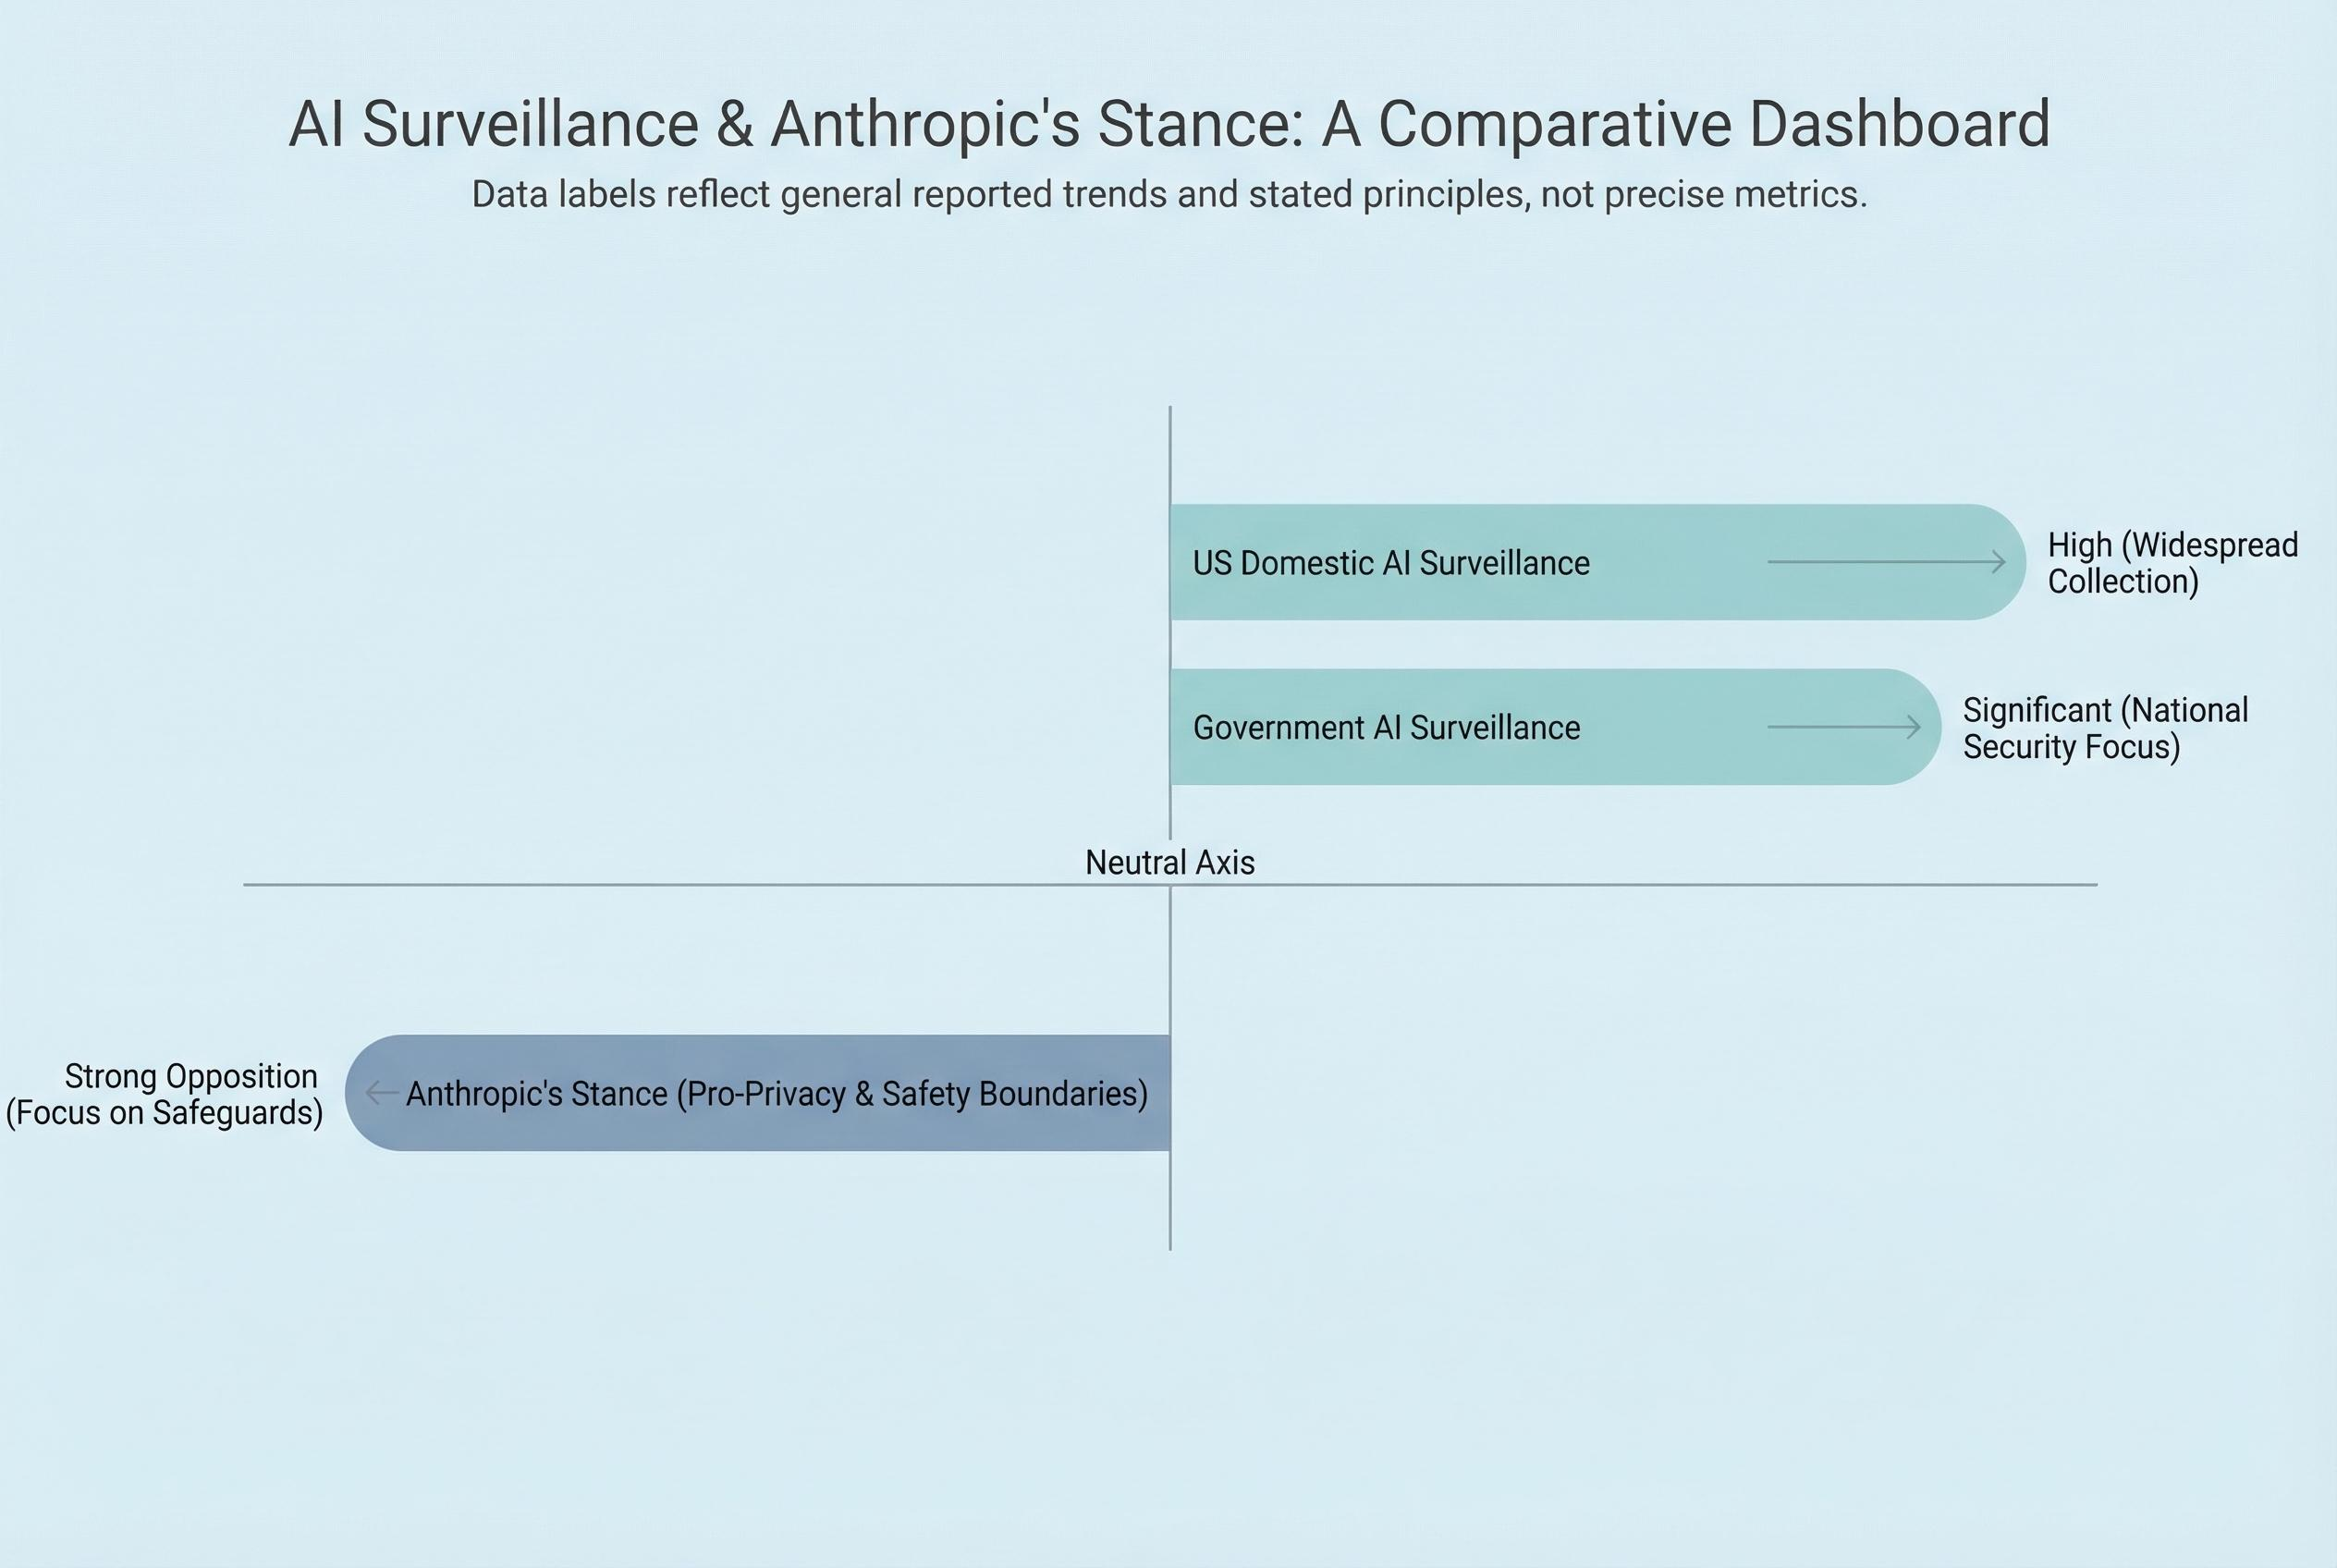 AI Surveillance & Anthropic's Stance: A Comparative Dashboard
Data labels reflect general reported trends and stated principles, not precise metrics.
US Domestic AI Surveillance
High (Widespread
Collection)
Government AI Surveillance
Significant (National
Security Focus)
Neutral Axis
Strong Opposition
(Focus on Safeguards)
Anthropic's Stance (Pro-Privacy & Safety Boundaries)